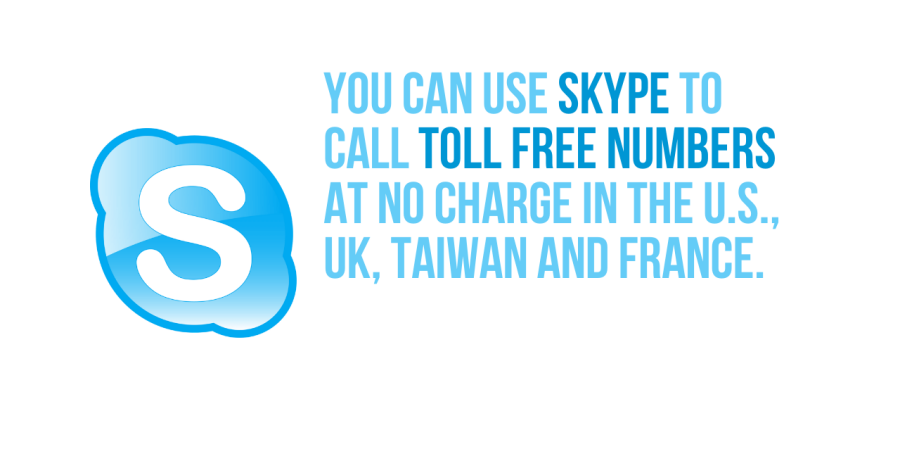 YOU CAN USE SKYPE TO
CALL TOLL FREE NUMBERS
AT NO CHARGE IN THE U.S.,
UK, TAIWAN AND FRANCE.
S